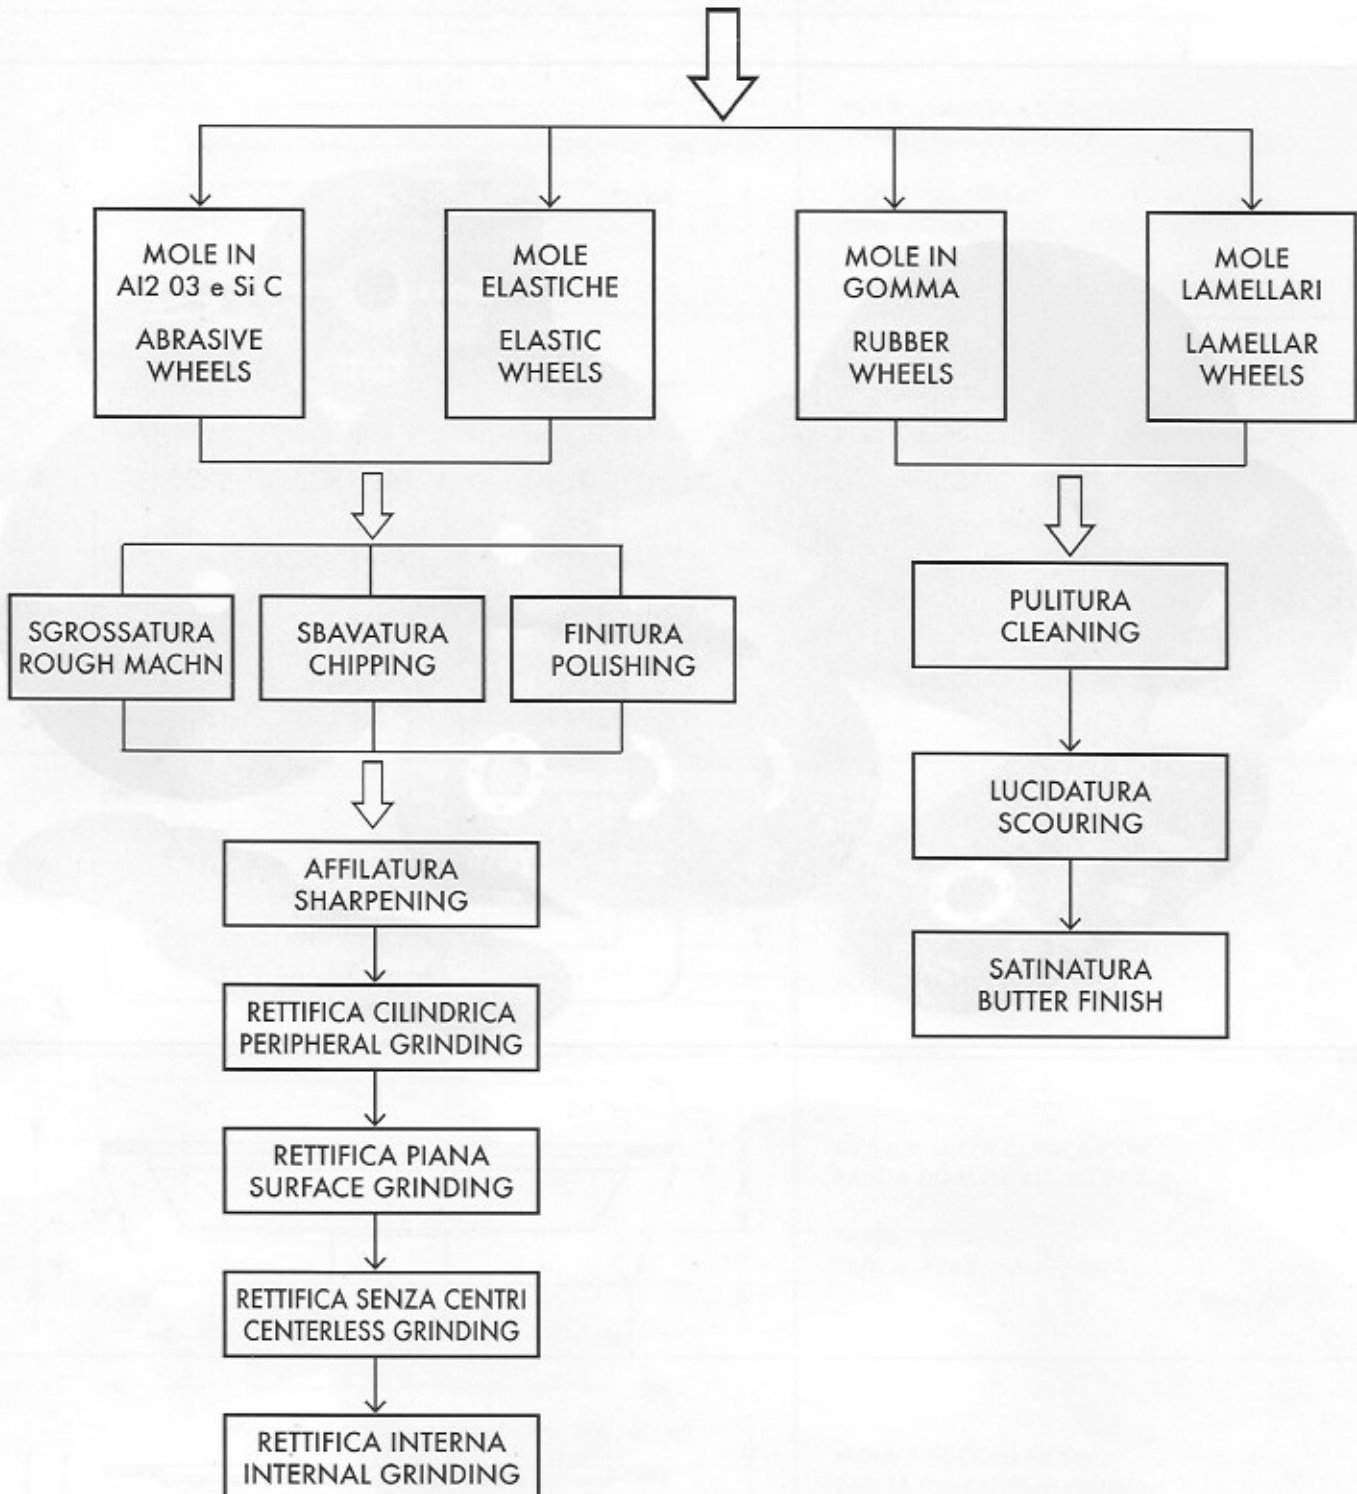 MOLE IN
Al2 03 e Si C
ABRASIVE
WHEELS
MOLE
ELASTICHE
ELASTIC
WHEELS
MOLE IN
GOMMA
RUBBER
WHEELS
MOLE
LAMELLARI
LAMELLAR
WHEELS
SGROSSATURA
ROUGH MACHN
SBAVATURA
CHIPPING
FINITURA
POLISHING
PULITURA
CLEANING
LUCIDATURA
SCOURING
SATINATURA
BUTTER FINISH
AFFILATURA
SHARPENING
RETTIFICA CILINDRICA
PERIPHERAL GRINDING
RETTIFICA PIANA
SURFACE GRINDING
RETTIFICA SENZA CENTRI
CENTERLESS GRINDING
RETTIFICA INTERNA
INTERNAL GRINDING